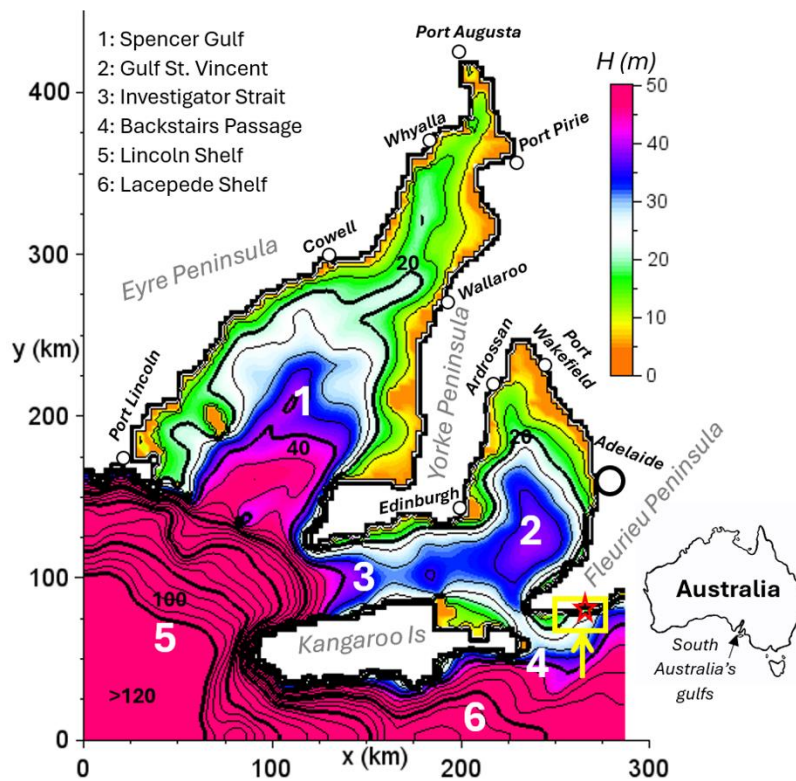 Port Augusta
1: Spencer Gulf
2: Gulf St. Vincent
3: Investigator Strait
4: Backstairs Passage
5: Lincoln Shelf
6: Lacepede Shelf
H (m)
50
40
30
20
10
0
Whyalla
Port Pirie
Cowell
Eyre Peninsula
20
Wallaroo
Yorke Peninsula
Ardrossan
Port
Wakefield
Port Lincoln
1
40
20
Adelaide
Edinburgh
2
Fleurieu Peninsula
3
100
5
Kangaroo Is
4
>120
6
Australia
South
Australia's
gulfs
y (km)
400
300
200
100
0
0
100
200
300
x (km)